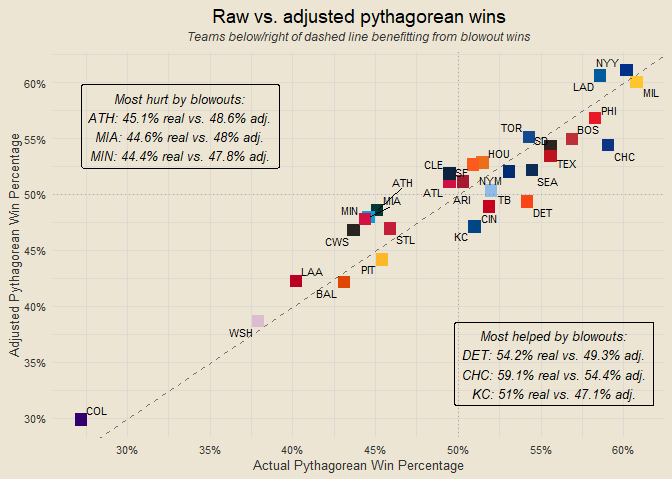 Raw vs. adjusted pythagorean wins
Teams below/right of dashed line benefitting from blowout wins
Adjusted Pythagorean Win Percentage
60%
55%
50%
45%
40%
35%
30%
Most hurt by blowouts:
ATH: 45.1% real vs. 48.6% adj.
MIA: 44.6% real vs. 48% adj.
MIN: 44.4% real vs. 47.8% adj.
NYY
LAD
MIL
PHI
TOR
SD
BOS
CHC
HOU
TEX
CLE
SF
SEA
ATH
NYM
ATL
ARI
TB
MIA
MIN
DET
CIN
CWS
STL
KC
PIT
LAA
BAL
WSH
COL
Most helped by blowouts:
DET: 54.2% real vs. 49.3% adj.
CHC: 59.1% real vs. 54.4% adj.
KC: 51% real vs. 47.1% adj.
30%
35%
40%
45%
50%
55%
60%
Actual Pythagorean Win Percentage